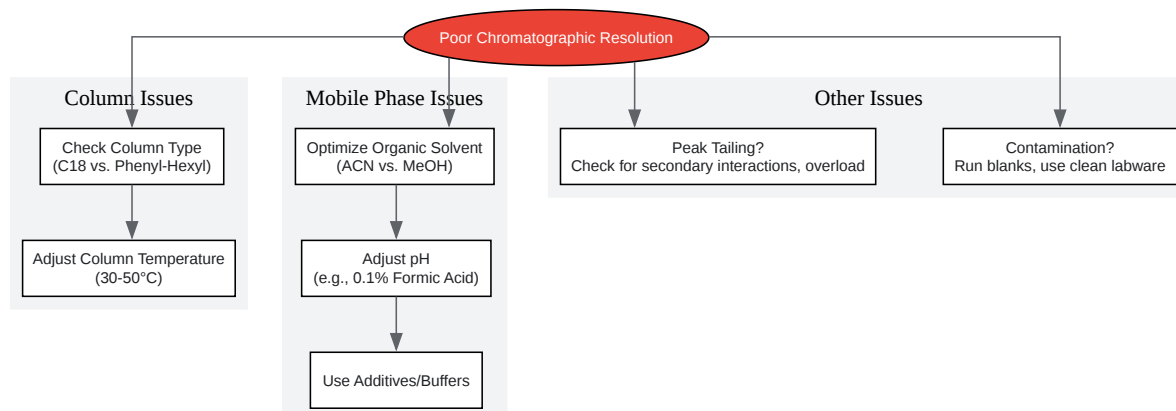 Poor Chromatographic Resolution
Column Issues
Check Column Type
(C18 vs. Phenyl-Hexyl)
Adjust Column Temperature
(30-50°C)
Mobile Phase Issues
Optimize Organic Solvent
(ACN vs. MeOH)
Adjust pH
(e.g., 0.1% Formic Acid)
Use Additives/Buffers
Other Issues
Peak Tailing?
Check for secondary interactions, overload
Contamination?
Run blanks, use clean labware